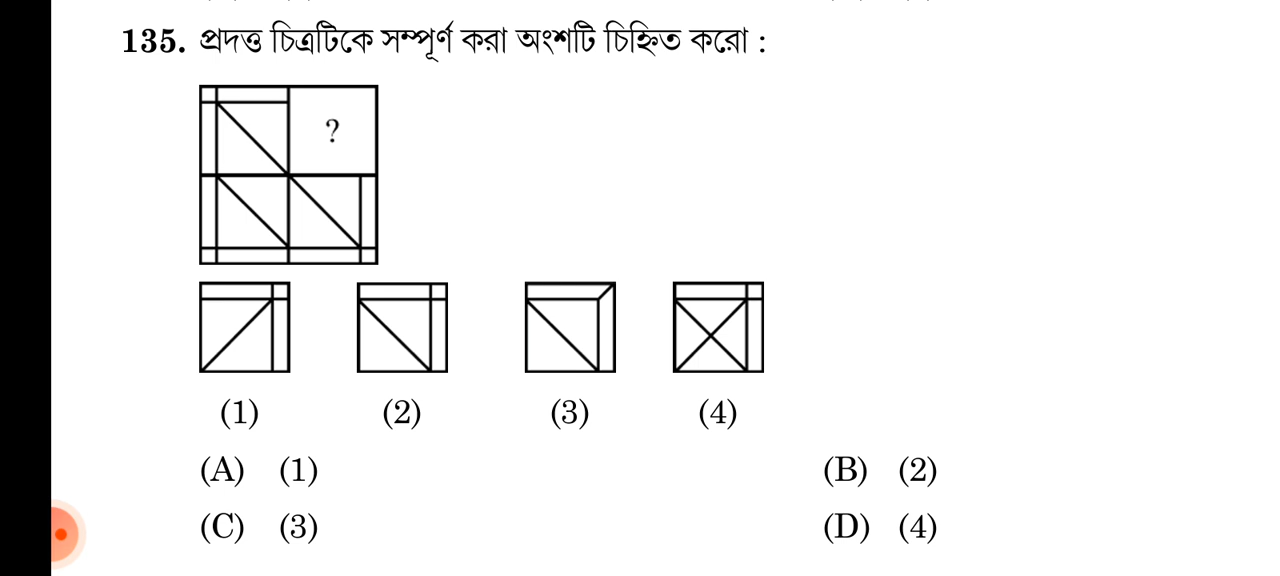 135. প্রদত্ত চিত্রটিকে সম্পূর্ণ করা অংশটি চিহ্নিত করো :
?
(1) (2) (3) (4)
(A) (1) (B) (2)
(C) (3) (D) (4)